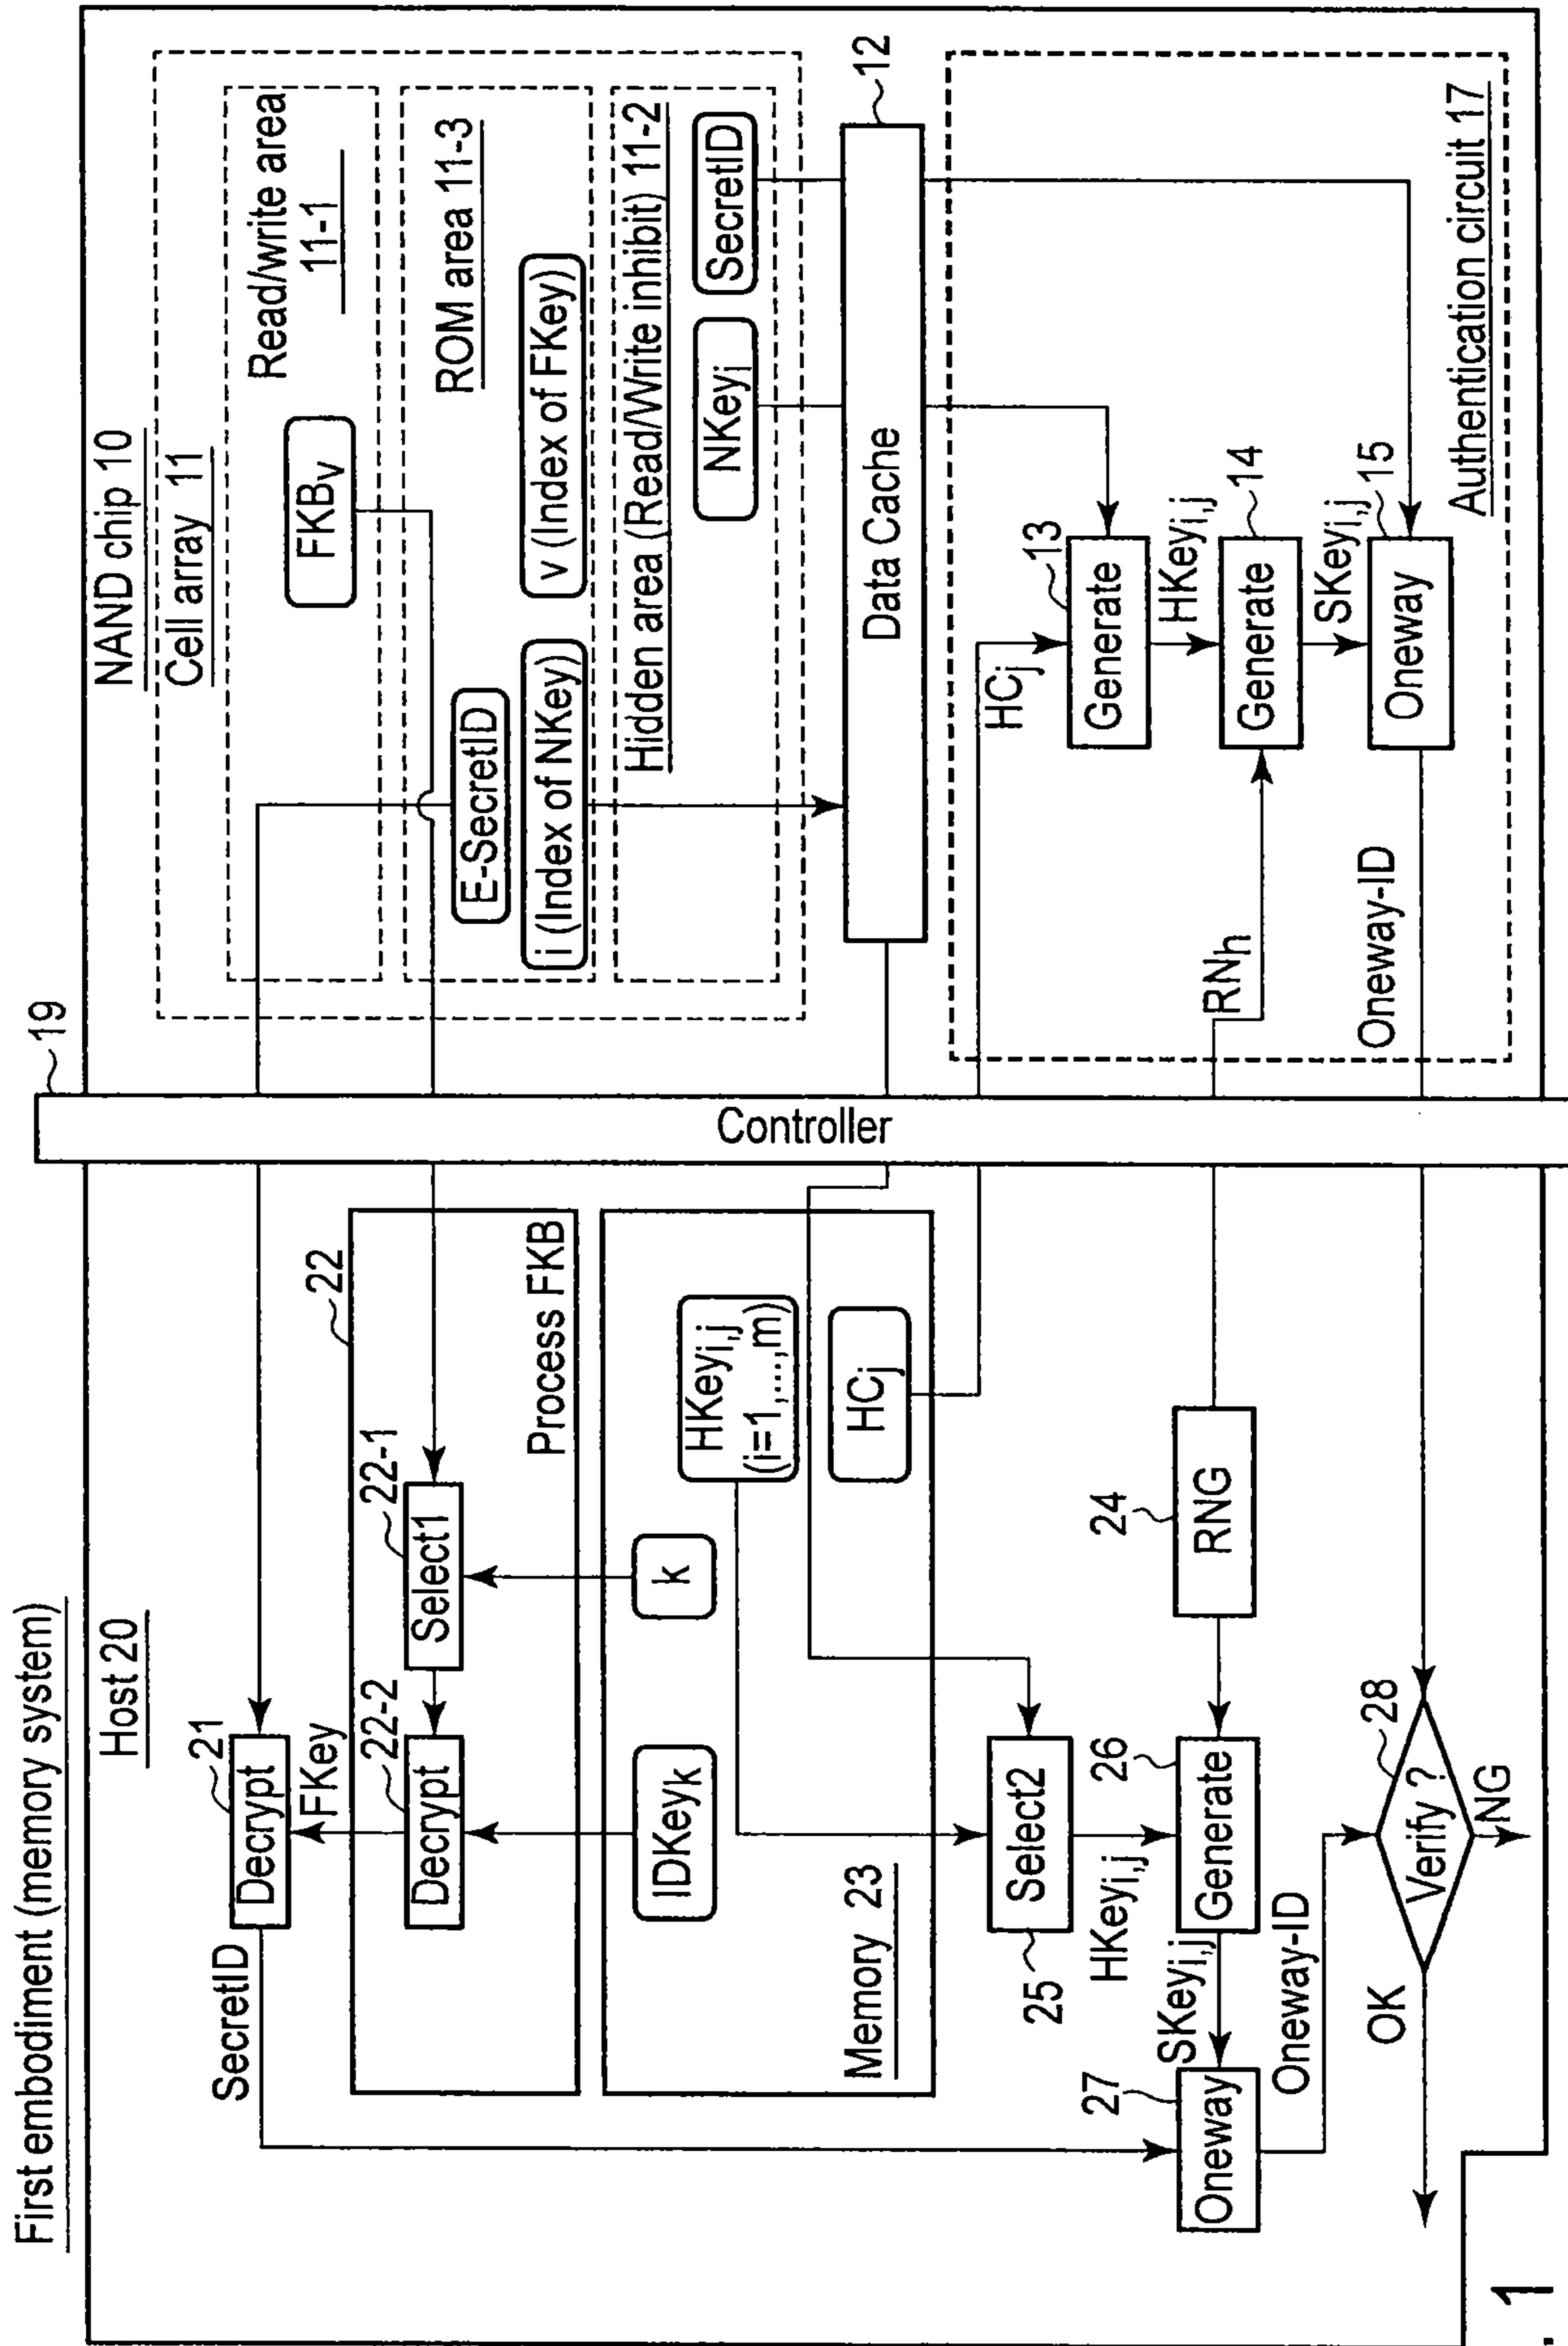 First embodiment (memory system)
Host 20
SecretID
Decrypt
21
FKey
22
22-2
Decrypt
22-1
Select1
Process FKB
IDKeyk
k
HKeyi,j
(i=1,...,m)
HCj
Memory 23
Select2
25
HKeyi,j
24
RNG
26
Generate
SKeyi,j
27
Oneway
Oneway-ID
28
Verify ?
OK
NG
19
Controller
NAND chip 10
Cell array 11
Read/write area
11-1
FKBv
ROM area 11-3
E-SecretID
i (Index of NKey)
v (Index of FKey)
Hidden area (Read/Write inhibit) 11-2
NKeyi
SecretID
12
Data Cache
HCj
13
Generate
HKeyi,j
RNh
14
Generate
SKeyi,j
15
Oneway
Oneway-ID
Authentication circuit 17
1